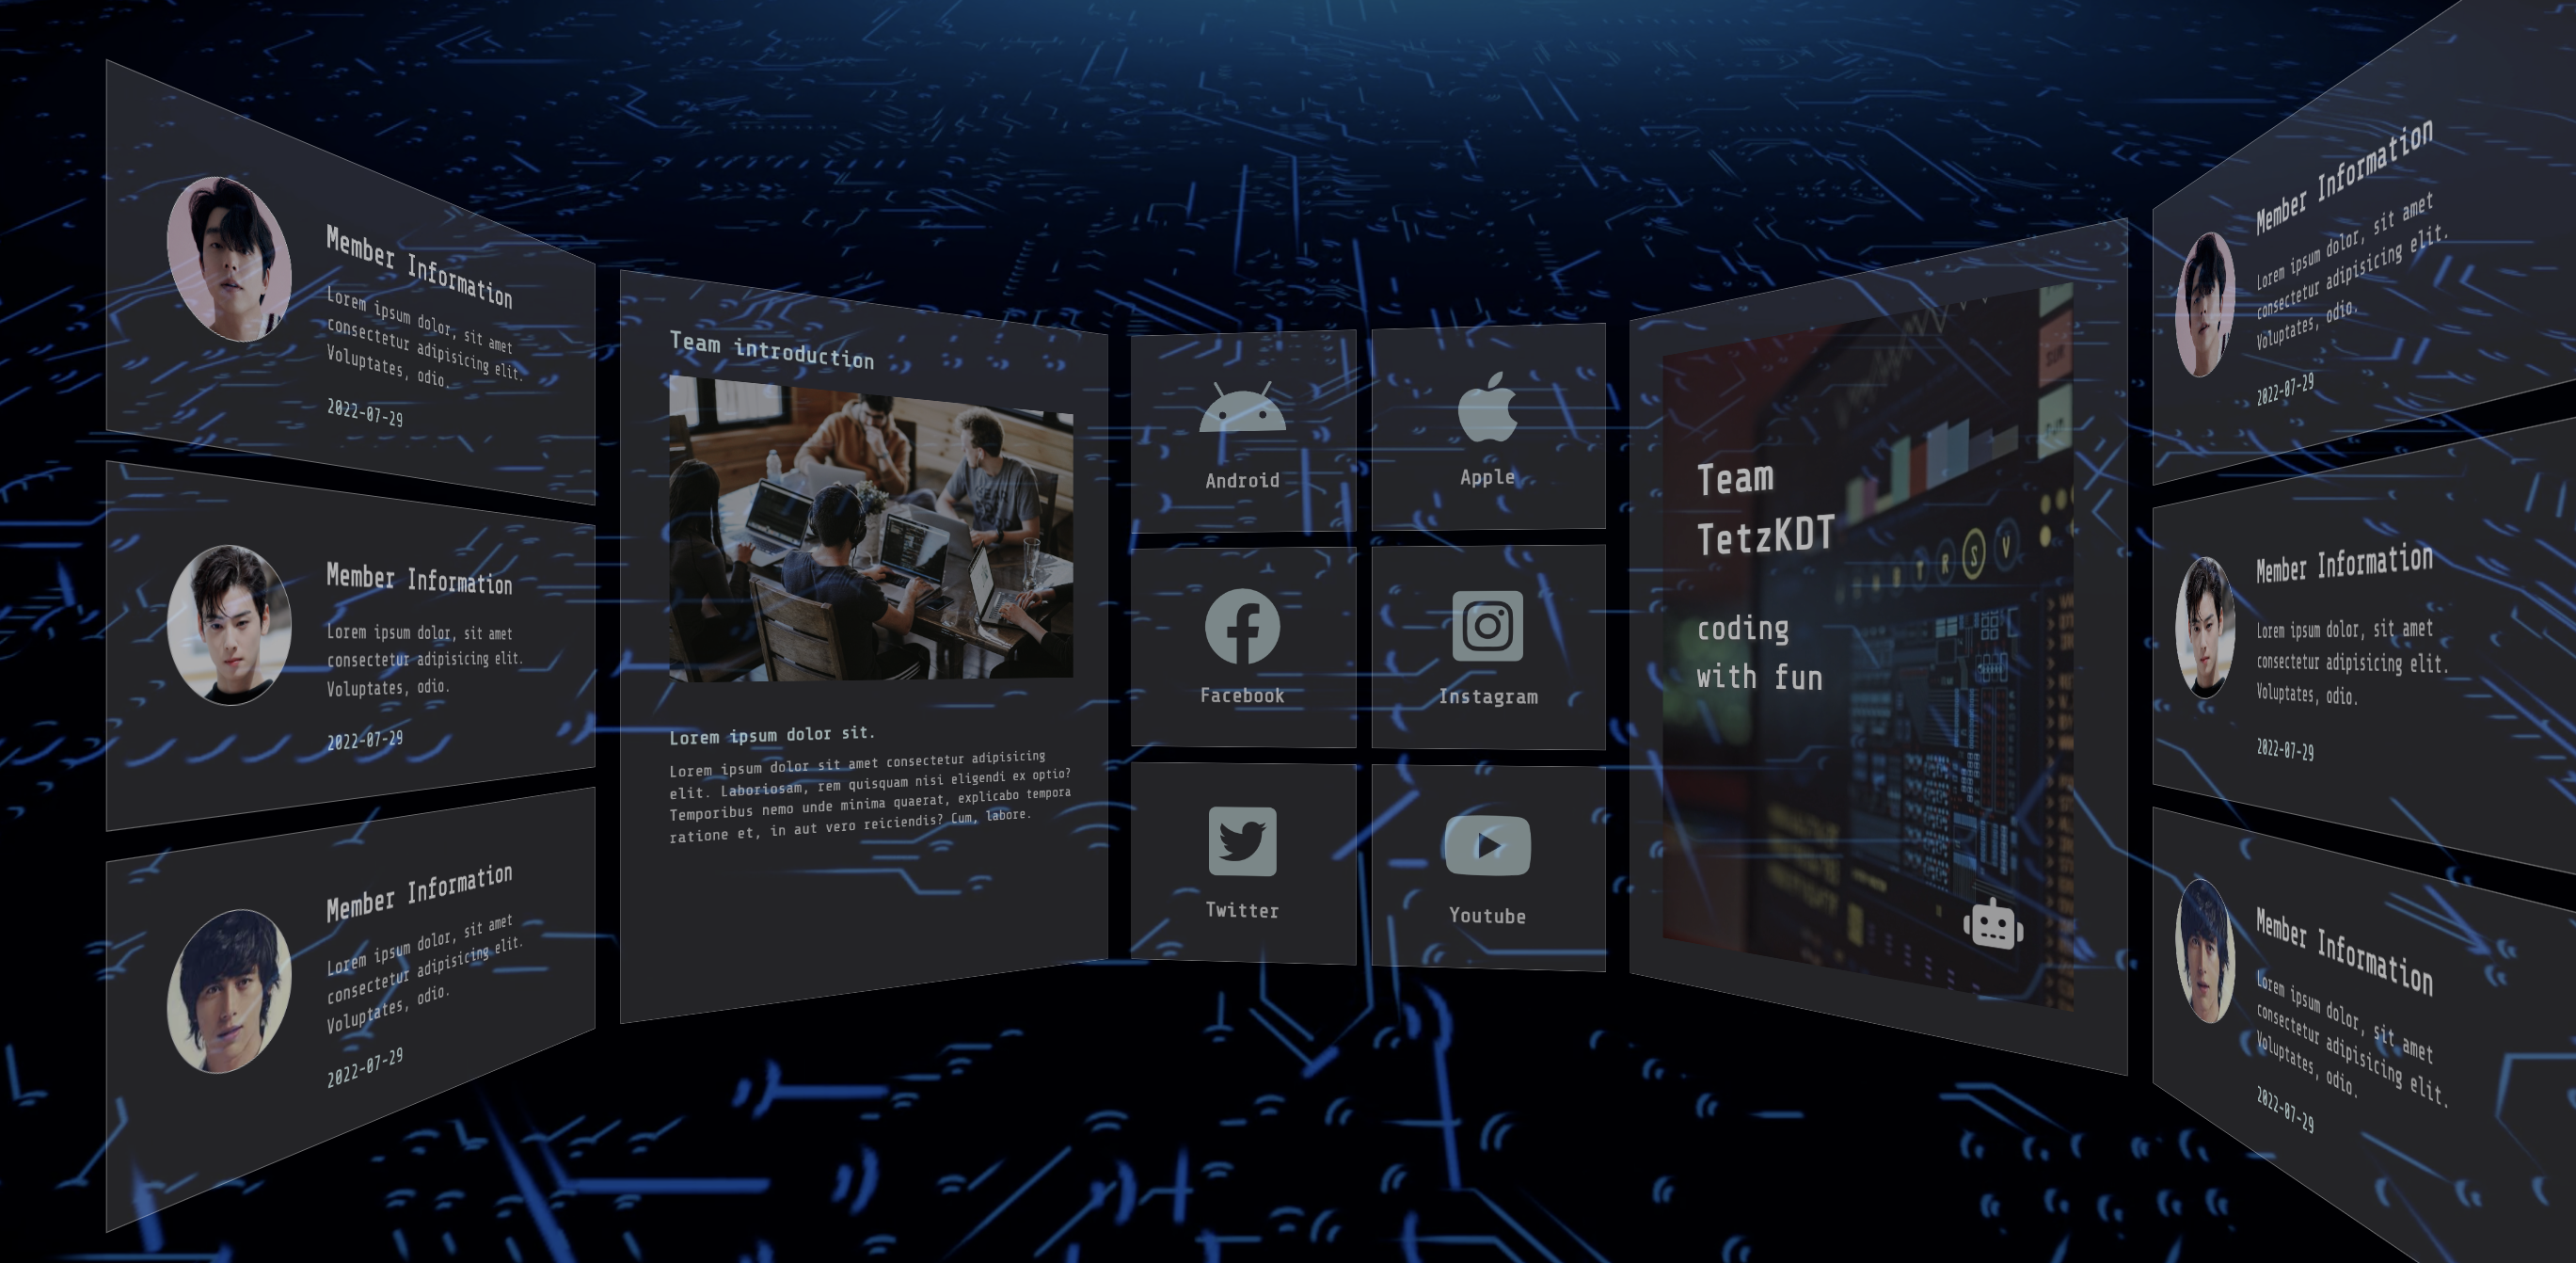 Member Information
Lorem ipsum dolor, sit amet
consectetur adipisicing elit.
Voluptates, odio.
2022-07-29
Member Information
Lorem ipsum dolor, sit amet
consectetur adipisicing elit.
Voluptates, odio.
2022-07-29
Member Information
Lorem ipsum dolor, sit amet
consectetur adipisicing elit.
Voluptates, odio.
2022-07-29
Team introduction
Lorem ipsum dolor sit.
Lorem ipsum dolor sit amet consectetur adipisicing
elit. Laboriosam, rem quisquam nisi eligendi ex optio?
Temporibus nemo unde minima quaerat, explicabo tempora
ratione et, in aut vero reiciendis? Cum, labore.
Android
Apple
Facebook
Instagram
Twitter
Youtube
Team
TetzKDT
coding
with fun
T R S V
Member Information
Lorem ipsum dolor, sit amet
consectetur adipisicing elit.
Voluptates, odio.
2022-07-29
Member Information
Lorem ipsum dolor, sit amet
consectetur adipisicing elit.
Voluptates, odio.
2022-07-29
Member Information
Lorem ipsum dolor, sit amet
consectetur adipisicing elit.
Voluptates, odio.
2022-07-29